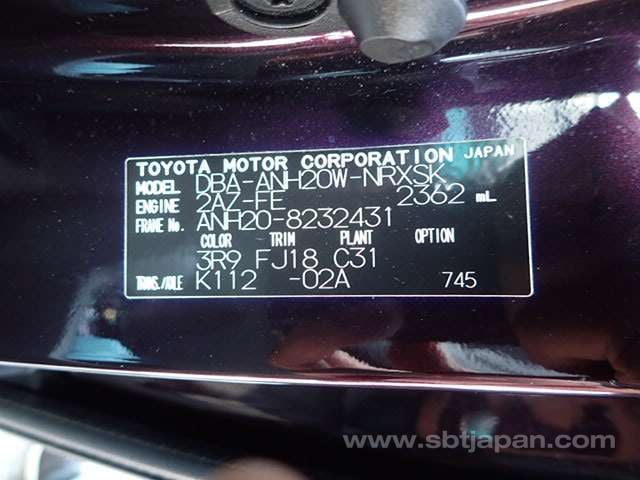 TOYOTA MOTOR CORPORATION JAPAN
MODEL DBA-ANH20W-NRXSK
ENGINE 2AZ-FE 2362 mL
FRAME No. ANH20-8232431
COLOR TRIM PLANT OPTION
3R9 FJ18 C31
TRANS./AXLE K112 -02A 745
www.sbtjapan.com